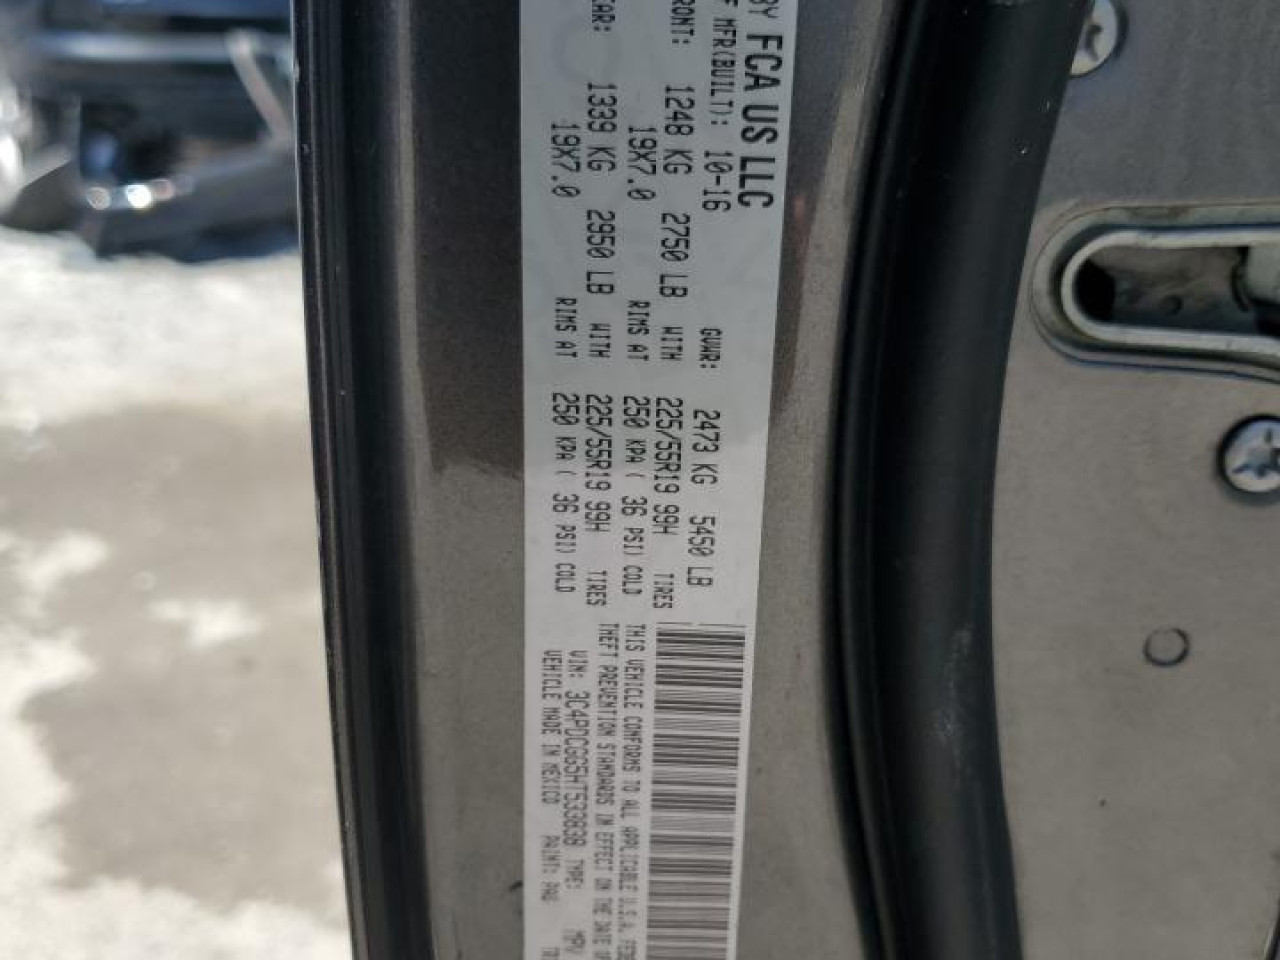 BY FCA US LLC
F MFR(BUILT): 10-16 GVWR: 2473 KG 5450 LB
RONT: 1248 KG 2750 LB WITH 225/55R19 99H TIRES
19X7.0 RIMS AT 250 KPA ( 36 PSI) COLD
EAR: 1339 KG 2950 LB WITH 225/55R19 99H TIRES
19X7.0 RIMS AT 250 KPA ( 36 PSI) COLD
THIS VEHICLE CONFORMS TO ALL APPLICABLE U.S.A. FEDE
THEFT PREVENTION STANDARDS IN EFFECT ON THE DATE OF
VIN: 3C4PDCGG5HT533838 TYPE: MPV
VEHICLE MADE IN MEXICO PAINT: PAU TRI